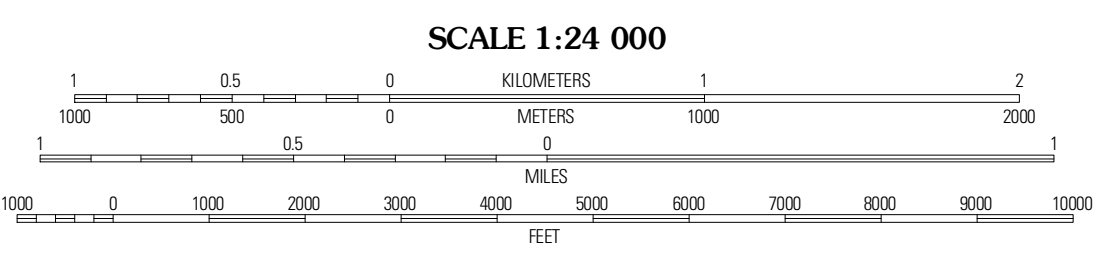 SCALE 1:24 000
1 0.5 0 KILOMETERS 1 2
1000 500 0 METERS 1000 2000
1 0.5 0 1
MILES
1000 0 1000 2000 3000 4000 5000 6000 7000 8000 9000 10000
FEET